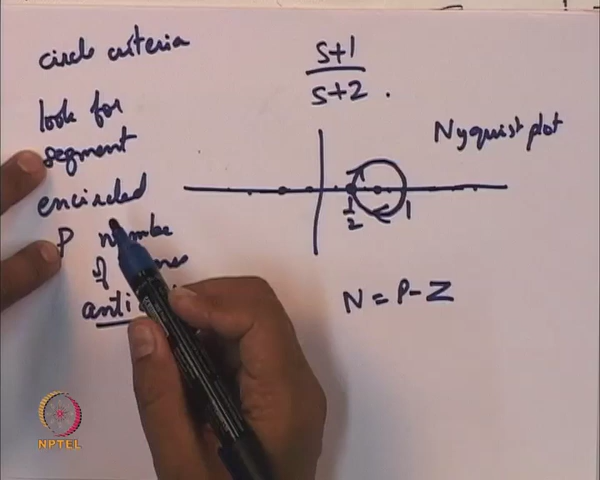 circle criteria
look for
segment
encircled
P
anti
s+1
s+2 .
Nyquist plot
1/2
1
N = P - Z
NPTEL